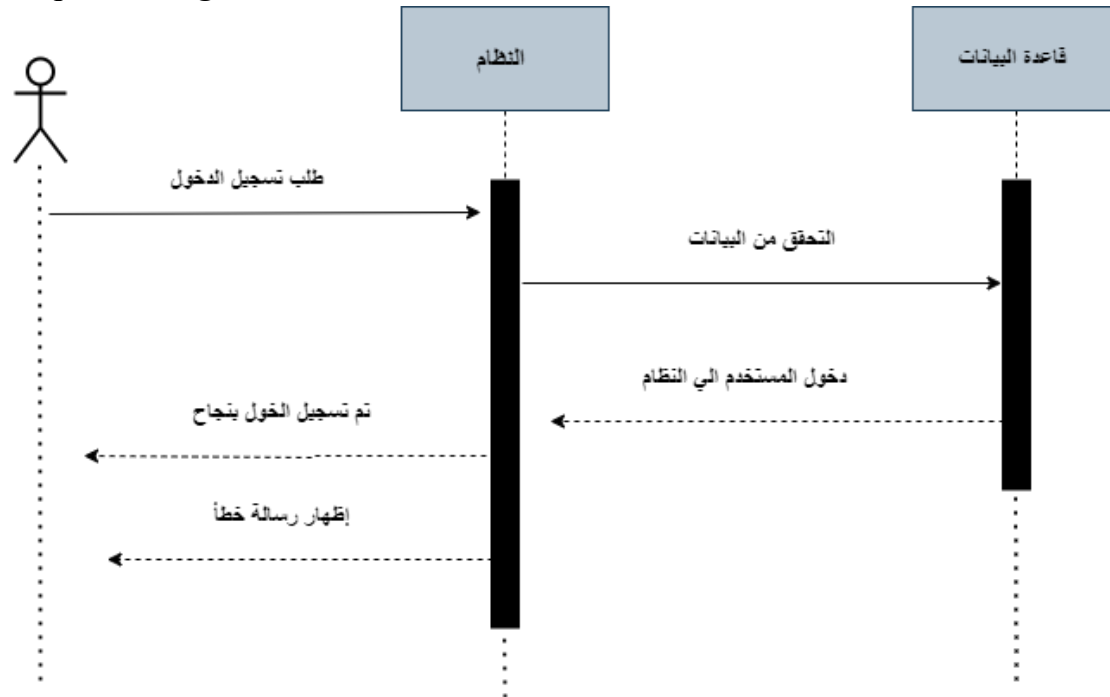 النظام
قاعدة البيانات
طلب تسجيل الدخول
التحقق من البيانات
دخول المستخدم الي النظام
تم تسجيل الخول بنجاح
إظهار رسالة خطأ